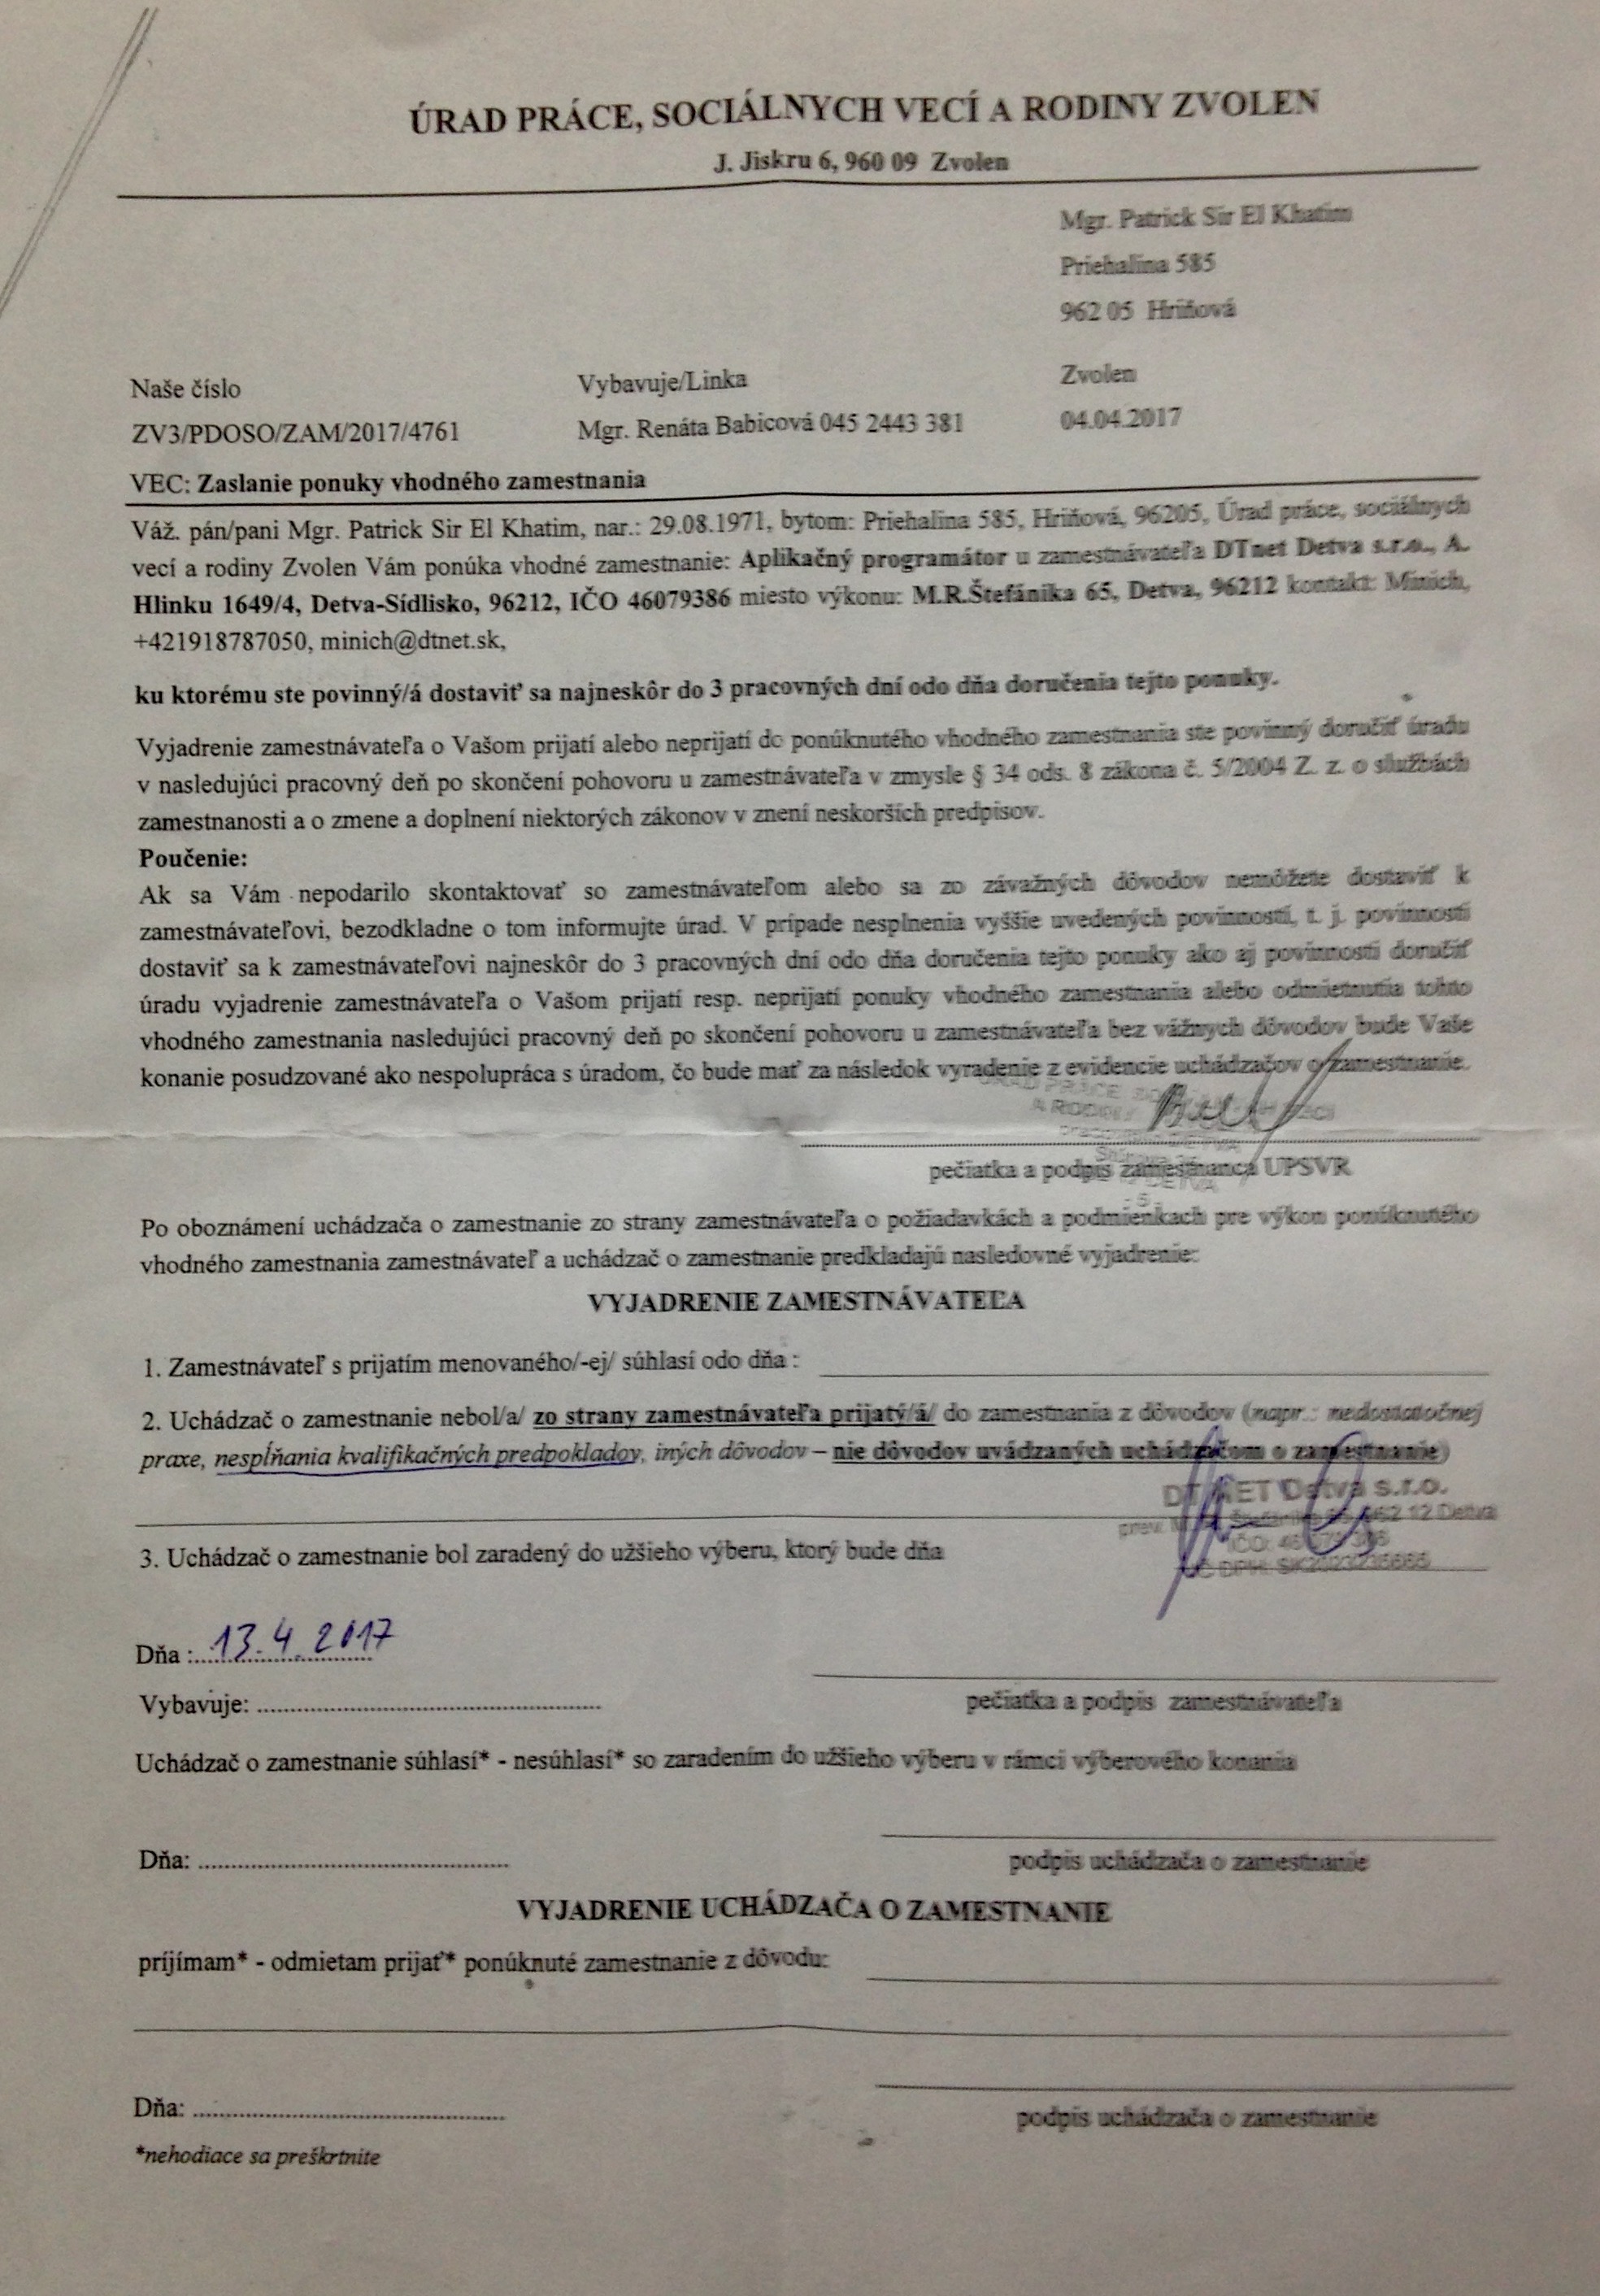 ÚRAD PRÁCE, SOCIÁLNYCH VECÍ A RODINY ZVOLEN
J. Jiskru 6, 960 09 Zvolen
Mgr. Patrick Sir El Khatim
Priehalina 585
962 05 Hriňová
Naše číslo Vybavuje/Linka Zvolen
ZV3/PDOSO/ZAM/2017/4761 Mgr. Renáta Babicová 045 2443 381 04.04.2017
VEC: Zaslanie ponuky vhodného zamestnania
Váž. pán/pani Mgr. Patrick Sir El Khatim, nar.: 29.08.1971, bytom: Priehalina 585, Hriňová, 96205, Úrad práce, sociálnych
vecí a rodiny Zvolen Vám ponúka vhodné zamestnanie: Aplikačný programátor u zamestnávateľa DTnet Detva s.r.o., A.
Hlinku 1649/4, Detva-Sídlisko, 96212, IČO 46079386 miesto výkonu: M.R.Štefánika 65, Detva, 96212 kontakt: Minich,
+421918787050, minich@dtnet.sk,
ku ktorému ste povinný/á dostaviť sa najneskôr do 3 pracovných dní odo dňa doručenia tejto ponuky.
Vyjadrenie zamestnávateľa o Vašom prijatí alebo neprijatí do ponúknutého vhodného zamestnania ste povinný doručiť úradu
v nasledujúci pracovný deň po skončení pohovoru u zamestnávateľa v zmysle § 34 ods. 8 zákona č. 5/2004 Z. z. o službách
zamestnanosti a o zmene a doplnení niektorých zákonov v znení neskorších predpisov.
Poučenie:
Ak sa Vám nepodarilo skontaktovať so zamestnávateľom alebo sa zo závažných dôvodov nemôžete dostaviť k
zamestnávateľovi, bezodkladne o tom informujte úrad. V prípade nesplnenia vyššie uvedených povinností, t. j. povinnosti
dostaviť sa k zamestnávateľovi najneskôr do 3 pracovných dní odo dňa doručenia tejto ponuky ako aj povinnosti doručiť
úradu vyjadrenie zamestnávateľa o Vašom prijatí resp. neprijatí ponuky vhodného zamestnania alebo odmietnutia tohto
vhodného zamestnania nasledujúci pracovný deň po skončení pohovoru u zamestnávateľa bez vážnych dôvodov bude Vaše
konanie posudzované ako nespolupráca s úradom, čo bude mať za následok vyradenie z evidencie uchádzačov o zamestnanie.
pečiatka a podpis zamestnanca UPSVR
Po oboznámení uchádzača o zamestnanie zo strany zamestnávateľa o požiadavkách a podmienkach pre výkon ponúknutého
vhodného zamestnania zamestnávateľ a uchádzač o zamestnanie predkladajú nasledovné vyjadrenie:
VYJADRENIE ZAMESTNÁVATEĽA
1. Zamestnávateľ s prijatím menovaného/-ej/ súhlasí odo dňa :
2. Uchádzač o zamestnanie nebol/a/ zo strany zamestnávateľa prijatý/á/ do zamestnania z dôvodov (napr.: nedostatočnej
praxe, nespĺňania kvalifikačných predpokladov, iných dôvodov – nie dôvodov uvádzaných uchádzačom o zamestnanie)
DT NET Detva s.r.o.
962 12 Detva
3. Uchádzač o zamestnanie bol zaradený do užšieho výberu, ktorý bude dňa
Dňa : 13.4.2017
Vybavuje: pečiatka a podpis zamestnávateľa
Uchádzač o zamestnanie súhlasí* - nesúhlasí* so zaradením do užšieho výberu v rámci výberového konania
Dňa: podpis uchádzača o zamestnanie
VYJADRENIE UCHÁDZAČA O ZAMESTNANIE
príjímam* - odmietam prijať* ponúknuté zamestnanie z dôvodu:
Dňa: podpis uchádzača o zamestnanie
*nehodiace sa preškrtnite